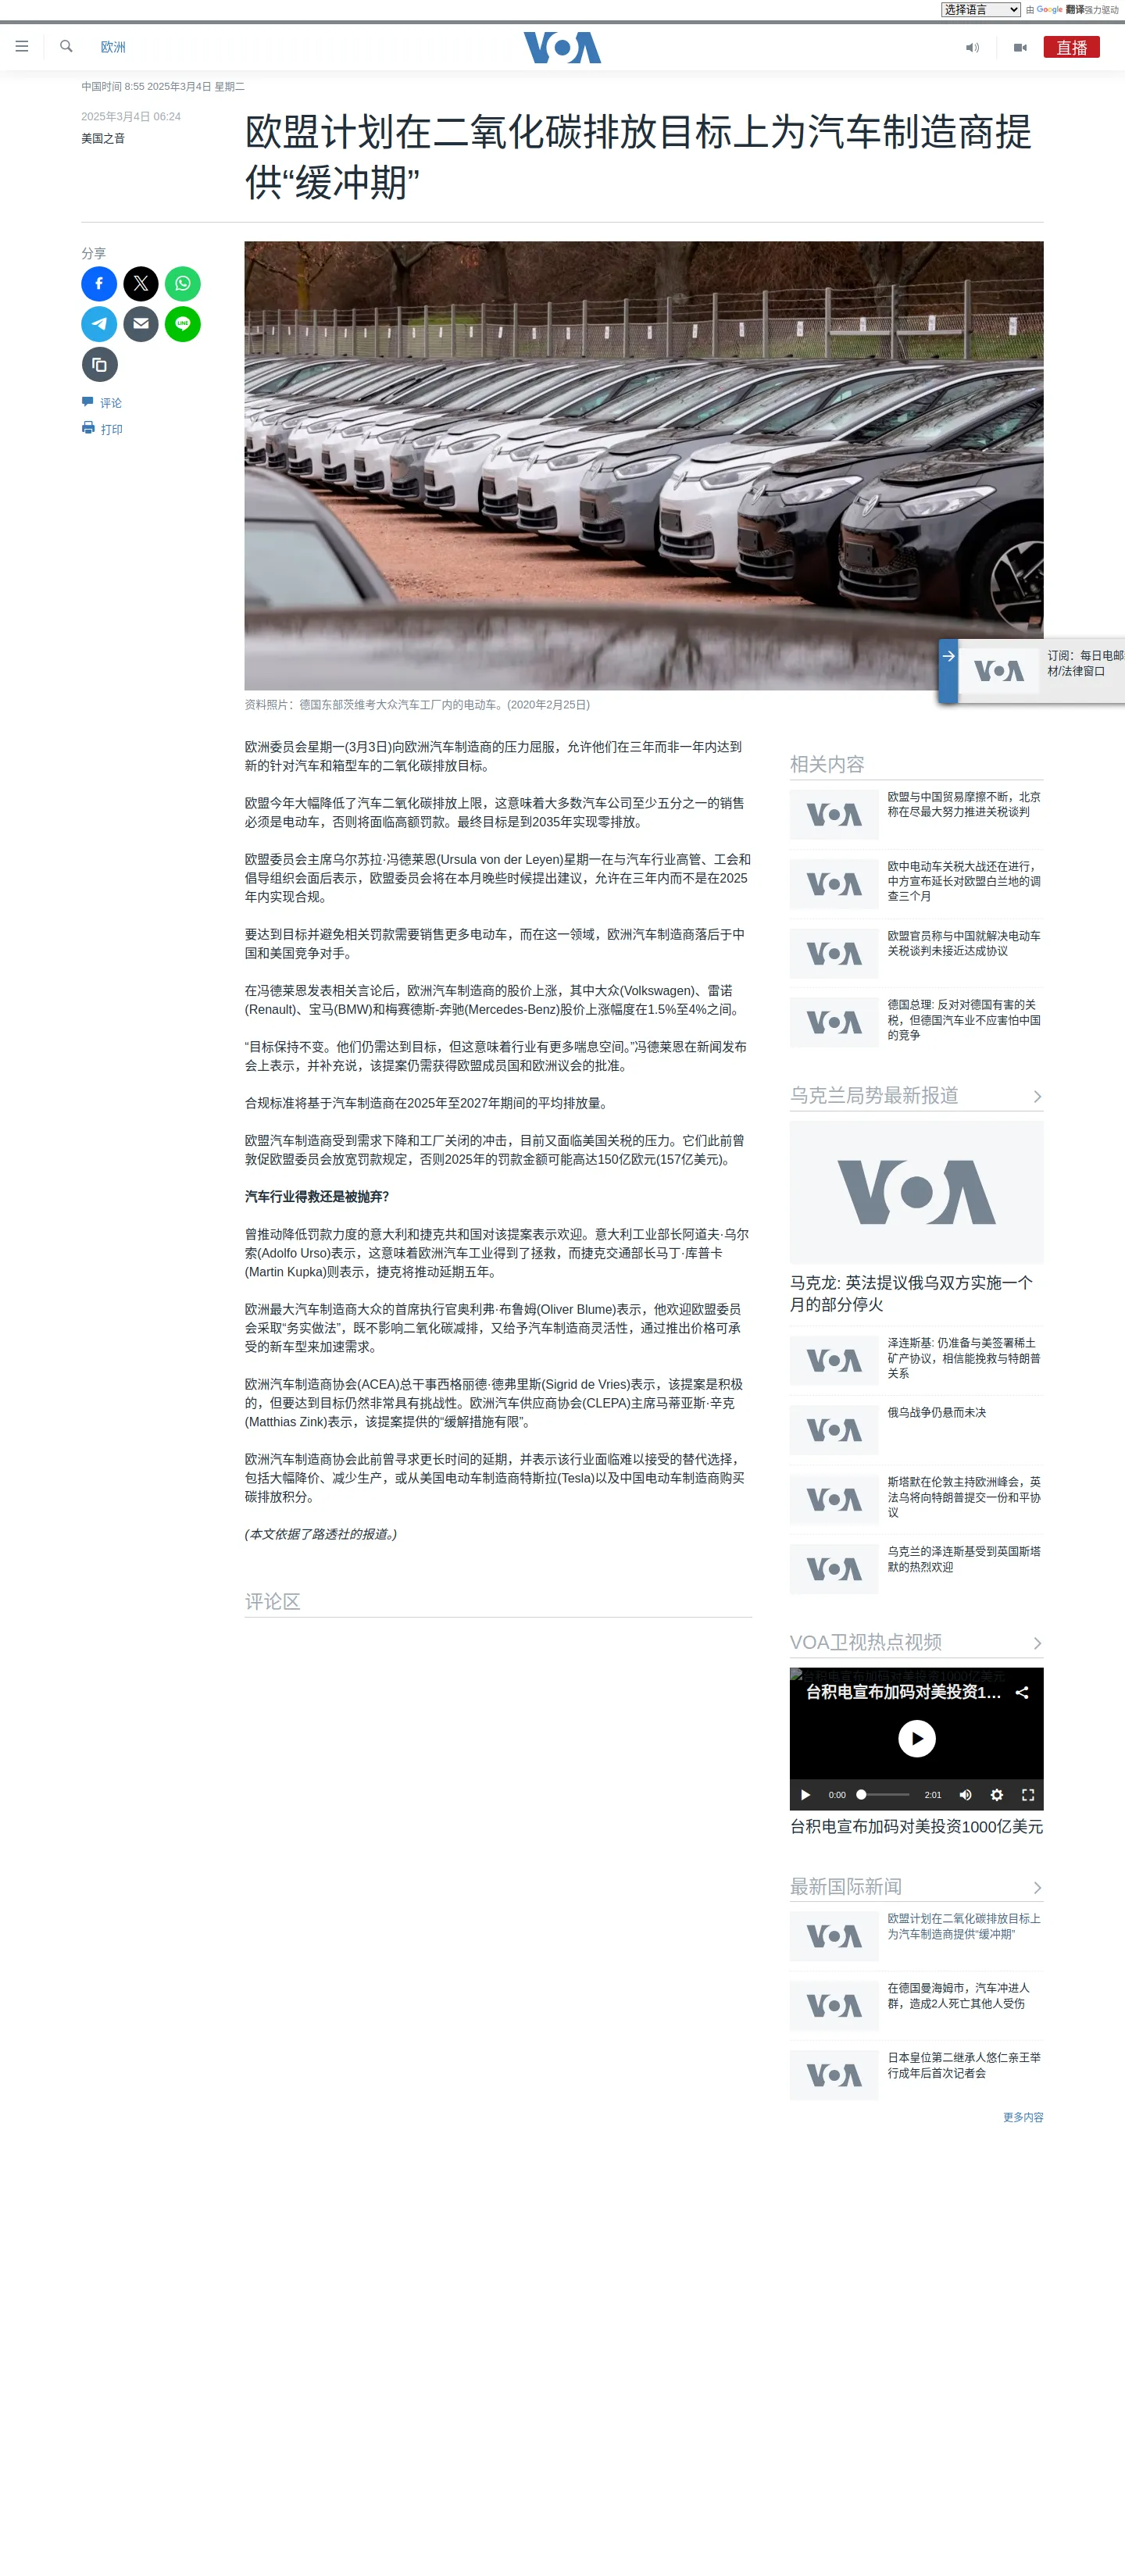 选择语言 由 Google 翻译强力驱动
欧洲
VOA
直播
中国时间 8:55 2025年3月4日 星期二
2025年3月4日 06:24
美国之音
欧盟计划在二氧化碳排放目标上为汽车制造商提
供“缓冲期”
分享
LINE
评论
打印
资料照片：德国东部茨维考大众汽车工厂内的电动车。(2020年2月25日)
VOA
订阅：每日电邮
材/法律窗口
欧洲委员会星期一(3月3日)向欧洲汽车制造商的压力屈服，允许他们在三年而非一年内达到
新的针对汽车和箱型车的二氧化碳排放目标。
欧盟今年大幅降低了汽车二氧化碳排放上限，这意味着大多数汽车公司至少五分之一的销售
必须是电动车，否则将面临高额罚款。最终目标是到2035年实现零排放。
欧盟委员会主席乌尔苏拉·冯德莱恩(Ursula von der Leyen)星期一在与汽车行业高管、工会和
倡导组织会面后表示，欧盟委员会将在本月晚些时候提出建议，允许在三年内而不是在2025
年内实现合规。
要达到目标并避免相关罚款需要销售更多电动车，而在这一领域，欧洲汽车制造商落后于中
国和美国竞争对手。
在冯德莱恩发表相关言论后，欧洲汽车制造商的股价上涨，其中大众(Volkswagen)、雷诺
(Renault)、宝马(BMW)和梅赛德斯-奔驰(Mercedes-Benz)股价上涨幅度在1.5%至4%之间。
“目标保持不变。他们仍需达到目标，但这意味着行业有更多喘息空间。”冯德莱恩在新闻发布
会上表示，并补充说，该提案仍需获得欧盟成员国和欧洲议会的批准。
合规标准将基于汽车制造商在2025年至2027年期间的平均排放量。
欧盟汽车制造商受到需求下降和工厂关闭的冲击，目前又面临美国关税的压力。它们此前曾
敦促欧盟委员会放宽罚款规定，否则2025年的罚款金额可能高达150亿欧元(157亿美元)。
汽车行业得救还是被抛弃？
曾推动降低罚款力度的意大利和捷克共和国对该提案表示欢迎。意大利工业部长阿道夫·乌尔
索(Adolfo Urso)表示，这意味着欧洲汽车工业得到了拯救，而捷克交通部长马丁·库普卡
(Martin Kupka)则表示，捷克将推动延期五年。
欧洲最大汽车制造商大众的首席执行官奥利弗·布鲁姆(Oliver Blume)表示，他欢迎欧盟委员
会采取“务实做法”，既不影响二氧化碳减排，又给予汽车制造商灵活性，通过推出价格可承
受的新车型来加速需求。
欧洲汽车制造商协会(ACEA)总干事西格丽德·德弗里斯(Sigrid de Vries)表示，该提案是积极
的，但要达到目标仍然非常具有挑战性。欧洲汽车供应商协会(CLEPA)主席马蒂亚斯·辛克
(Matthias Zink)表示，该提案提供的“缓解措施有限”。
欧洲汽车制造商协会此前曾寻求更长时间的延期，并表示该行业面临难以接受的替代选择，
包括大幅降价、减少生产，或从美国电动车制造商特斯拉(Tesla)以及中国电动车制造商购买
碳排放积分。
(本文依据了路透社的报道。)
评论区
相关内容
VOA
欧盟与中国贸易摩擦不断，北京
称在尽最大努力推进关税谈判
VOA
欧中电动车关税大战还在进行，
中方宣布延长对欧盟白兰地的调
查三个月
VOA
欧盟官员称与中国就解决电动车
关税谈判未接近达成协议
VOA
德国总理: 反对对德国有害的关
税，但德国汽车业不应害怕中国
的竞争
乌克兰局势最新报道
VOA
马克龙: 英法提议俄乌双方实施一个
月的部分停火
VOA
泽连斯基: 仍准备与美签署稀土
矿产协议，相信能挽救与特朗普
关系
VOA
俄乌战争仍悬而未决
VOA
斯塔默在伦敦主持欧洲峰会，英
法乌将向特朗普提交一份和平协
议
VOA
乌克兰的泽连斯基受到英国斯塔
默的热烈欢迎
VOA卫视热点视频
台积电宣布加码对美投资1000亿美元
台积电宣布加码对美投资1...
0:00
2:01
台积电宣布加码对美投资1000亿美元
最新国际新闻
VOA
欧盟计划在二氧化碳排放目标上
为汽车制造商提供“缓冲期”
VOA
在德国曼海姆市，汽车冲进人
群，造成2人死亡其他人受伤
VOA
日本皇位第二继承人悠仁亲王举
行成年后首次记者会
更多内容